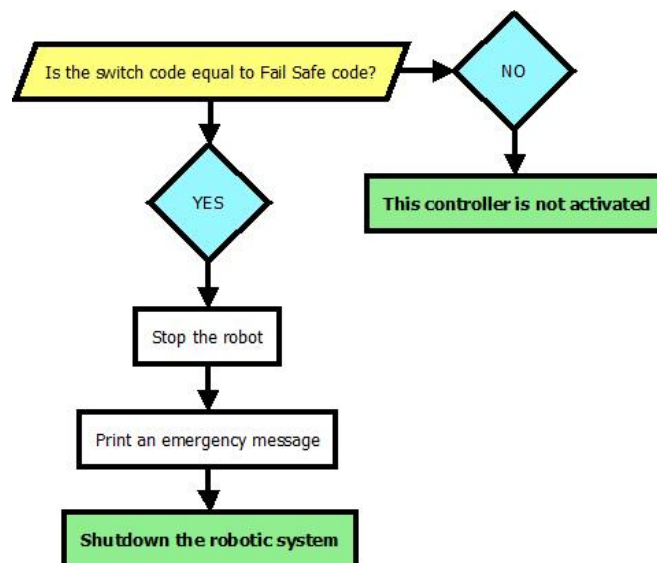 Is the switch code equal to Fail Safe code?
NO
YES
This controller is not activated
Stop the robot
Print an emergency message
Shutdown the robotic system